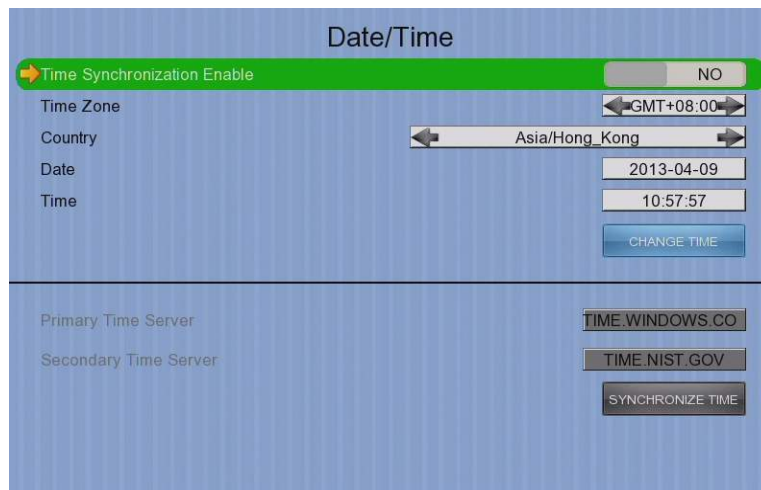 Date/Time
Time Synchronization Enable NO
Time Zone GMT+08:00
Country Asia/Hong_Kong
Date 2013-04-09
Time 10:57:57
CHANGE TIME
Primary Time Server TIME.WINDOWS.CO
Secondary Time Server TIME.NIST.GOV
SYNCHRONIZE TIME